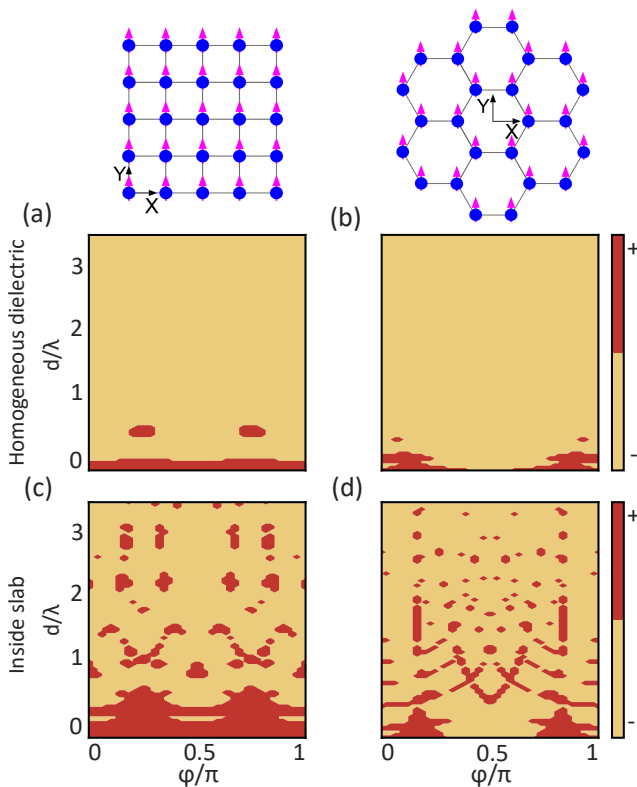 Y
X
Y
X
(a)
(b)
Homogeneous dielectric
d/λ
3
2
1
0
+
-
(c)
(d)
Inside slab
d/λ
3
2
1
0
+
-
0 0.5 1
0 0.5 1
φ/π
φ/π